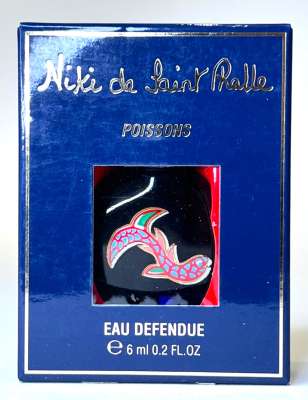 Niki de Saint Phalle
POISSONS
EAU DEFENDUE
℮ 6 ml 0.2 FL.OZ